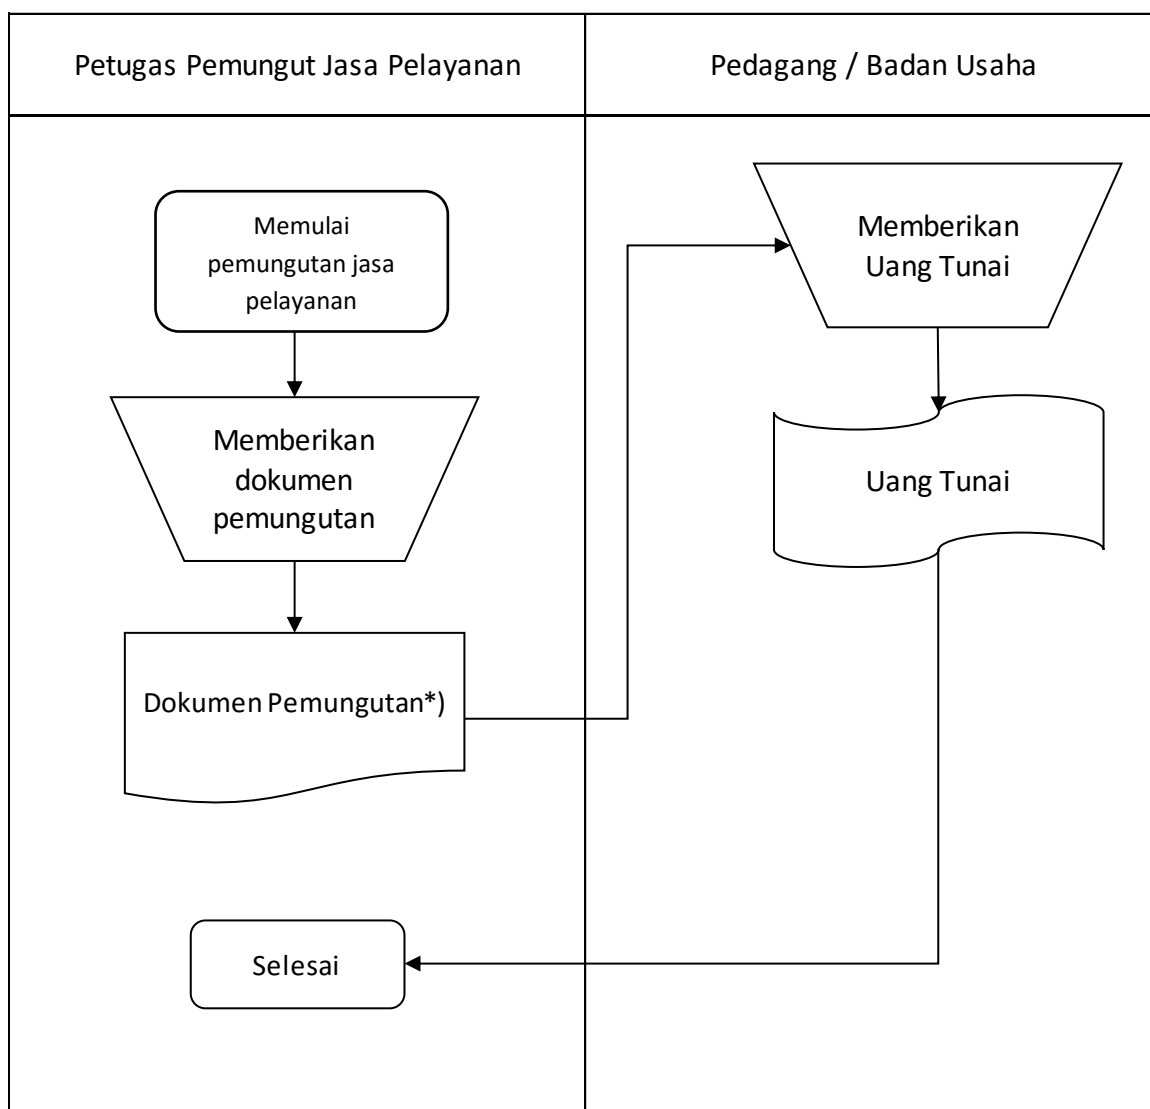 Petugas Pemungut Jasa Pelayanan
Pedagang / Badan Usaha
Memulai
pemungutan jasa
pelayanan
Memberikan
dokumen
pemungutan
Dokumen Pemungutan*)
Memberikan
Uang Tunai
Uang Tunai
Selesai